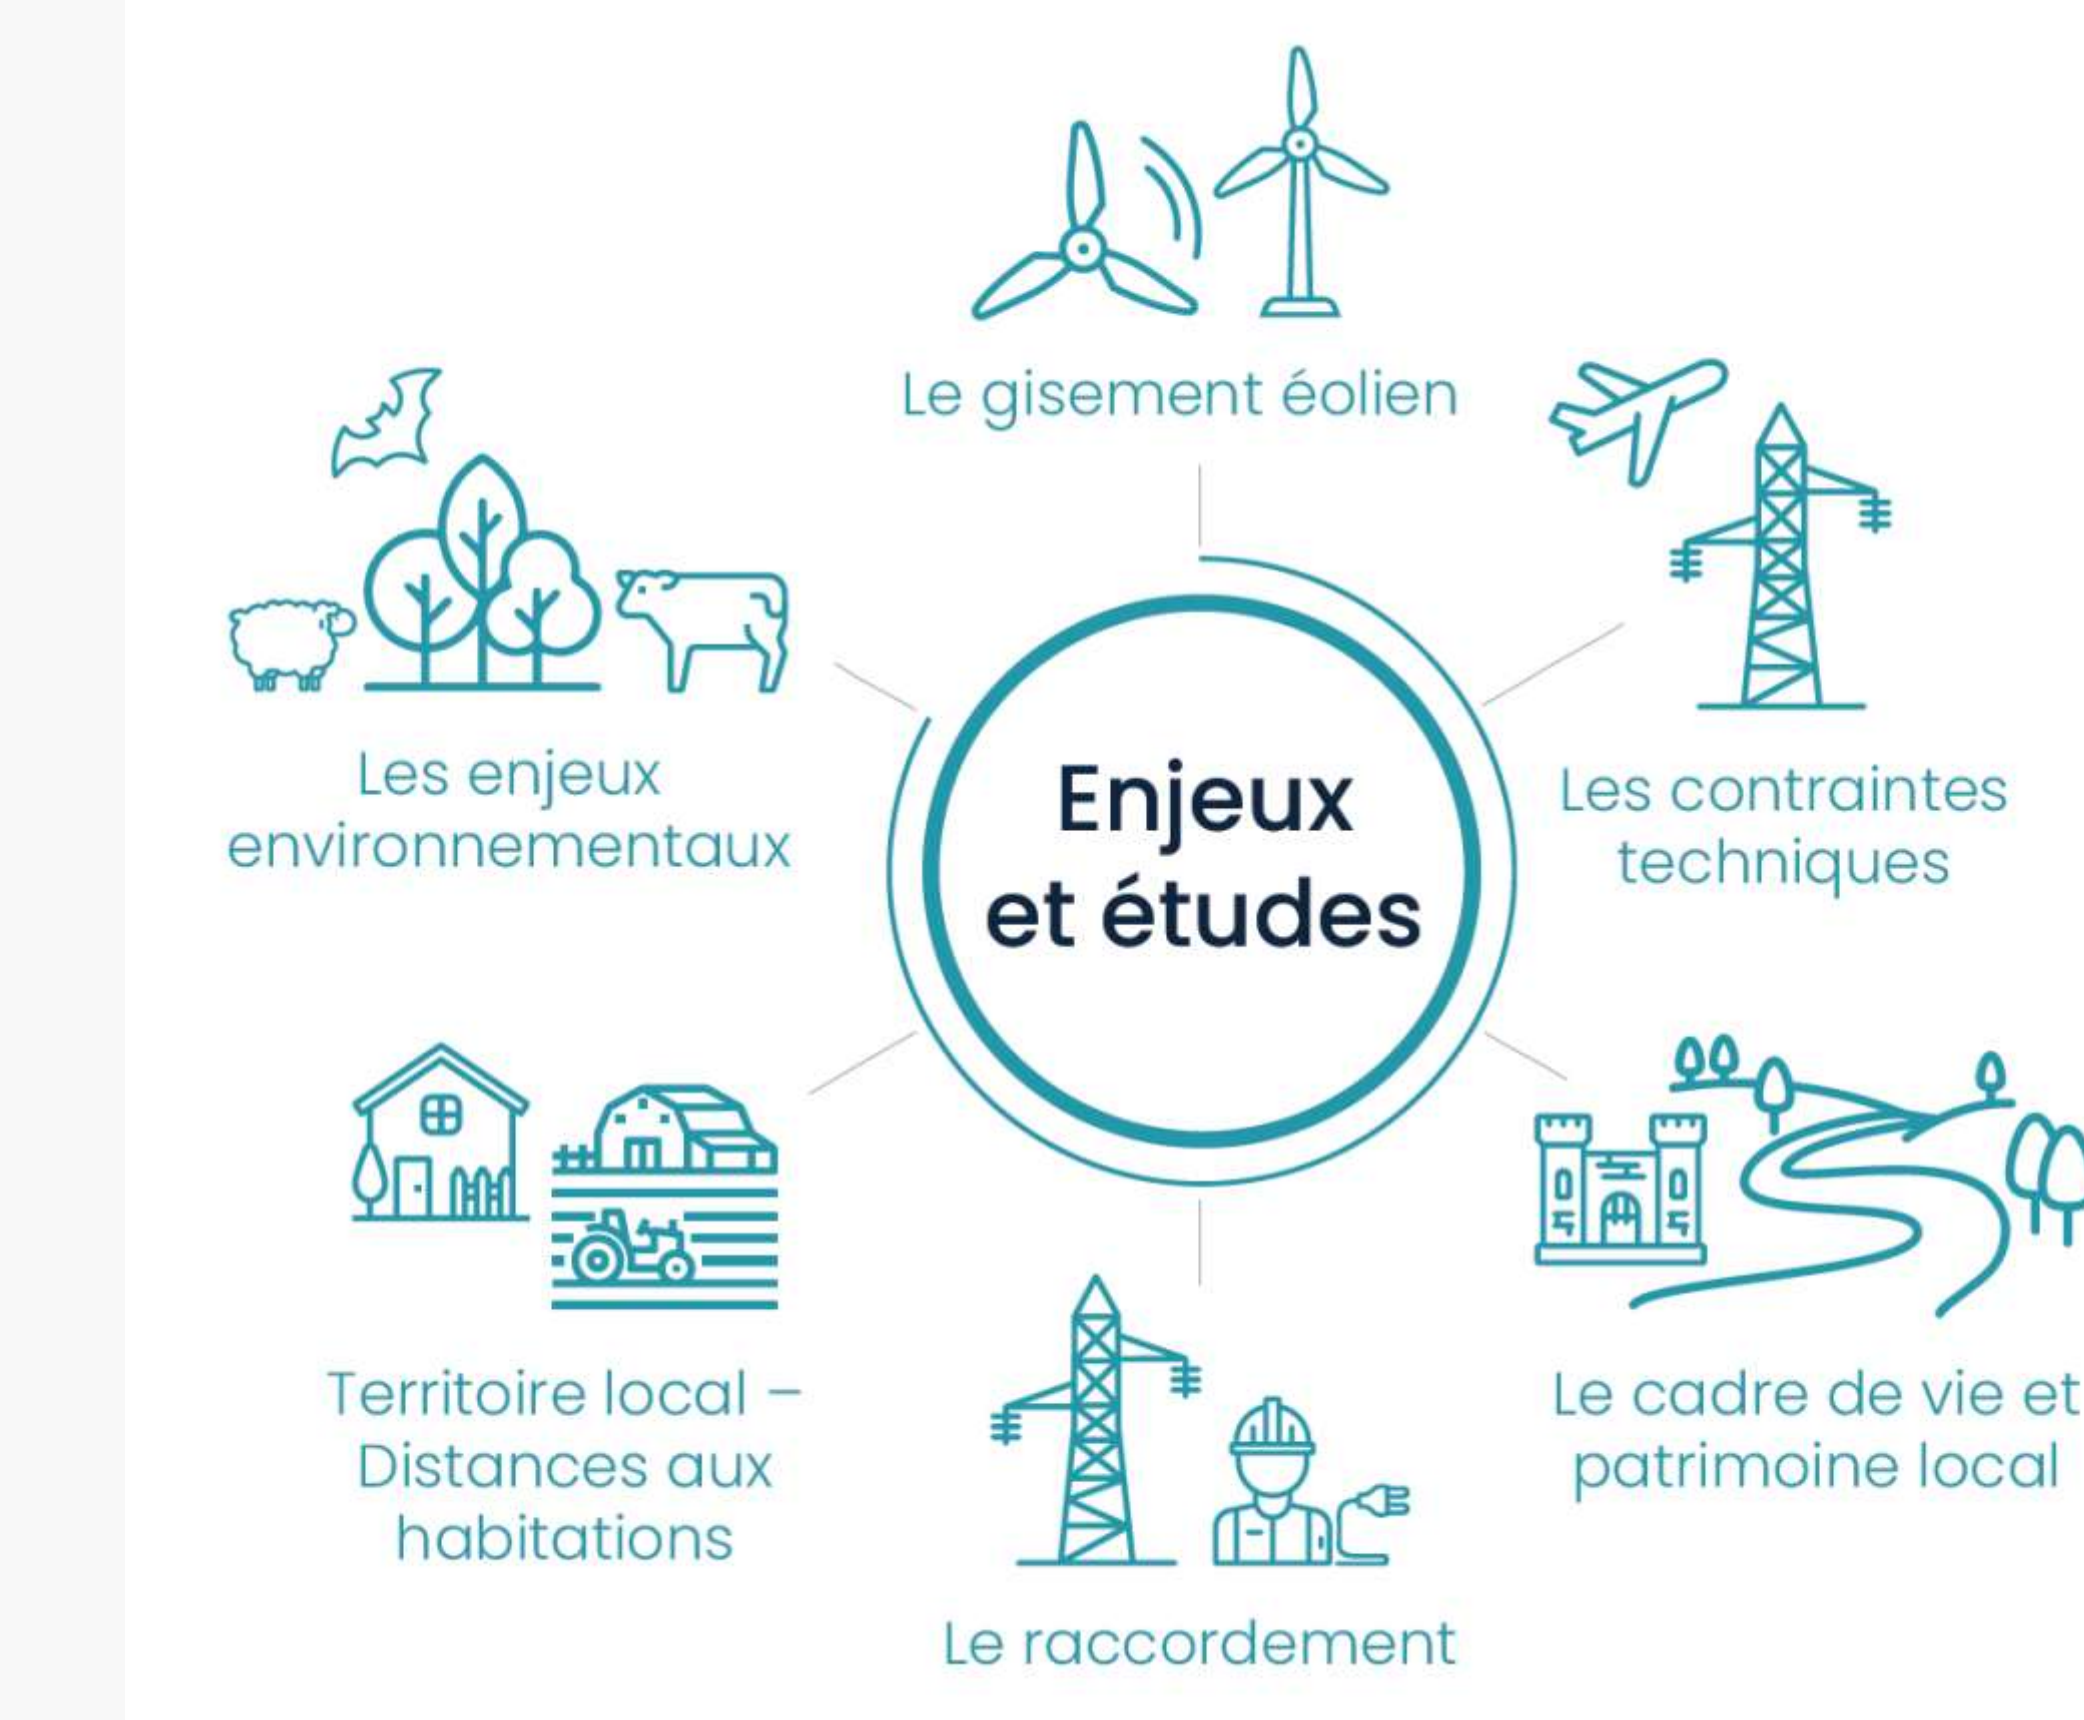 Le gisement éolien
Les enjeux
environnementaux
Les contraintes
techniques
Enjeux
et études
Territoire local –
Distances aux
habitations
Le cadre de vie et
patrimoine local
Le raccordement